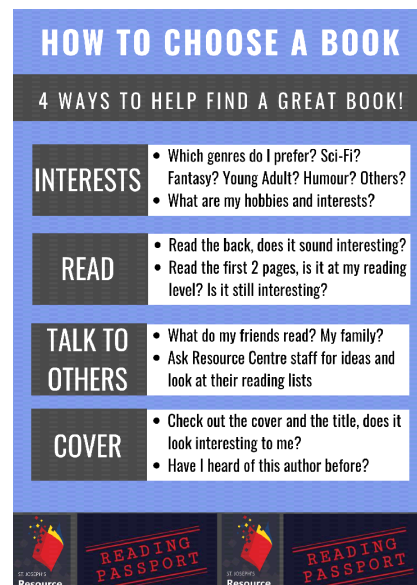 HOW TO CHOOSE A BOOK
4 WAYS TO HELP FIND A GREAT BOOK!
INTERESTS
• Which genres do I prefer? Sci-Fi?
Fantasy? Young Adult? Humour? Others?
• What are my hobbies and interests?
READ
• Read the back, does it sound interesting?
• Read the first 2 pages, is it at my reading
level? Is it still interesting?
TALK TO
OTHERS
• What do my friends read? My family?
• Ask Resource Centre staff for ideas and
look at their reading lists
COVER
• Check out the cover and the title, does it
look interesting to me?
• Have I heard of this author before?
ST. JOSEPH'S
Resource
READING
PASSPORT
ST. JOSEPH'S
Resource
READING
PASSPORT